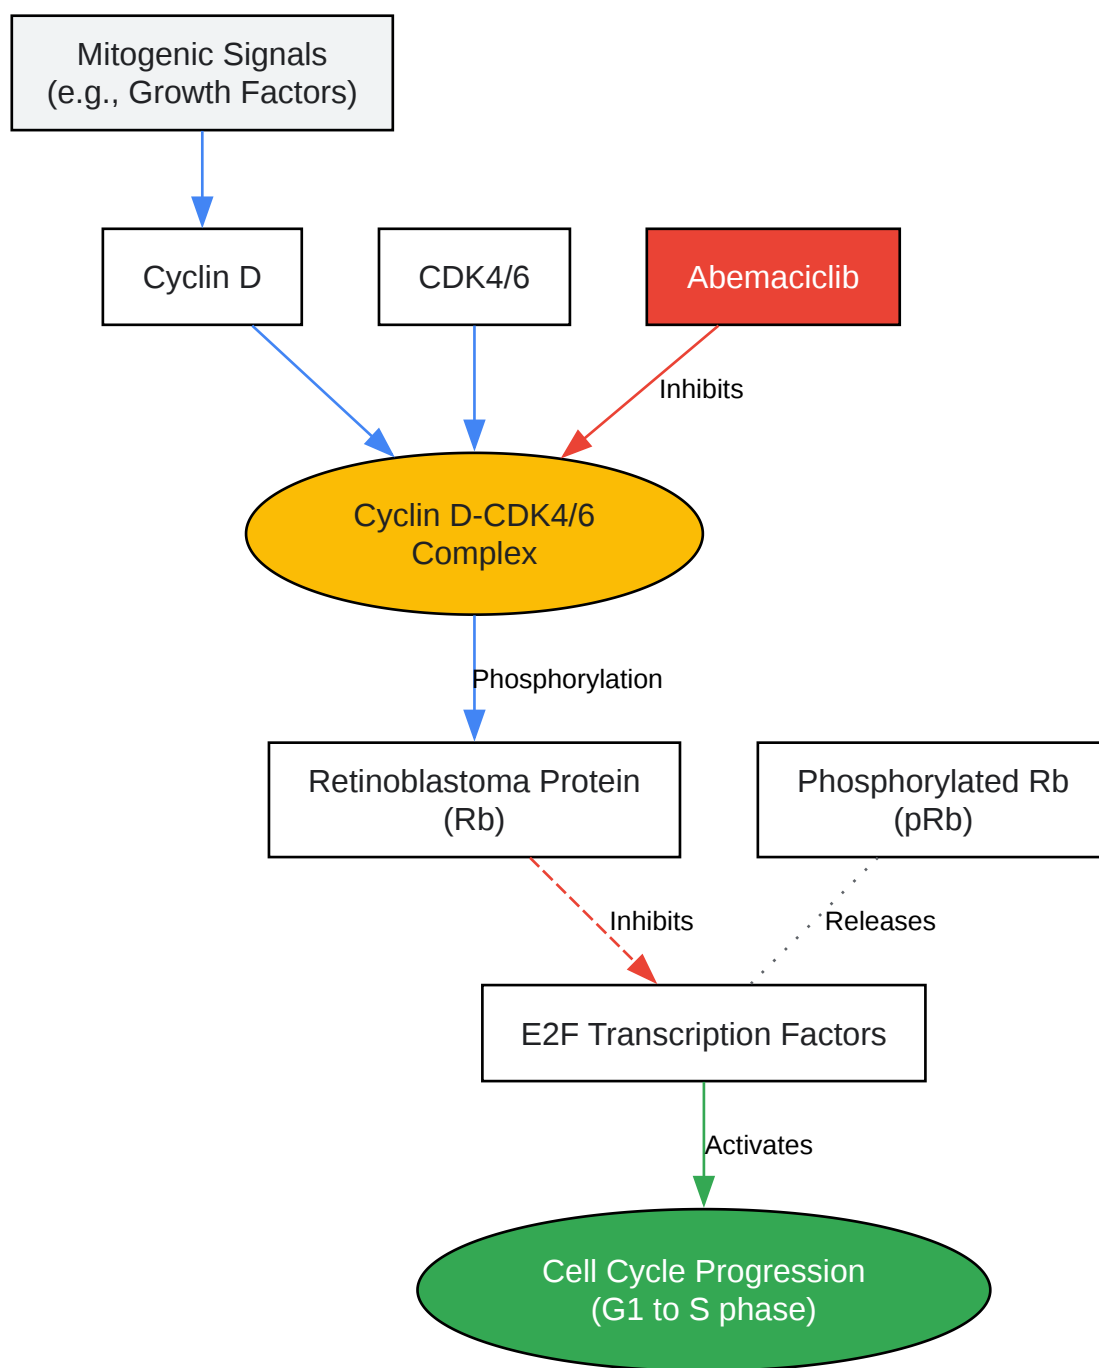 Mitogenic Signals
(e.g., Growth Factors)
Cyclin D
CDK4/6
Abemaciclib
Inhibits
Cyclin D-CDK4/6
Complex
Phosphorylation
Retinoblastoma Protein
(Rb)
Phosphorylated Rb
(pRb)
Inhibits
Releases
E2F Transcription Factors
Activates
Cell Cycle Progression
(G1 to S phase)